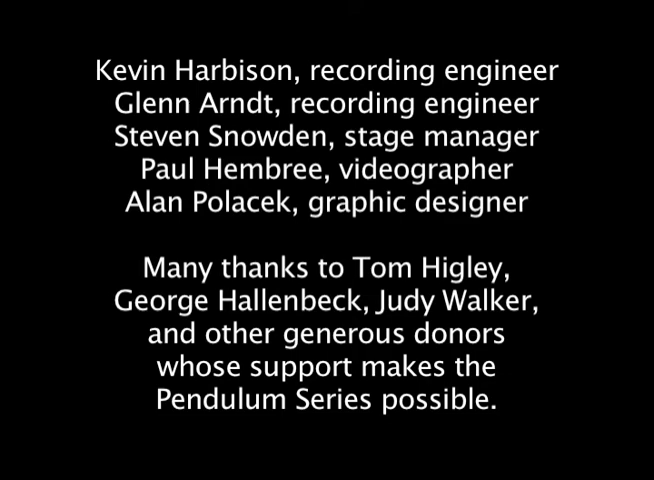 Kevin Harbison, recording engineer
Glenn Arndt, recording engineer
Steven Snowden, stage manager
Paul Hembree, videographer
Alan Polacek, graphic designer
Many thanks to Tom Higley,
George Hallenbeck, Judy Walker,
and other generous donors
whose support makes the
Pendulum Series possible.